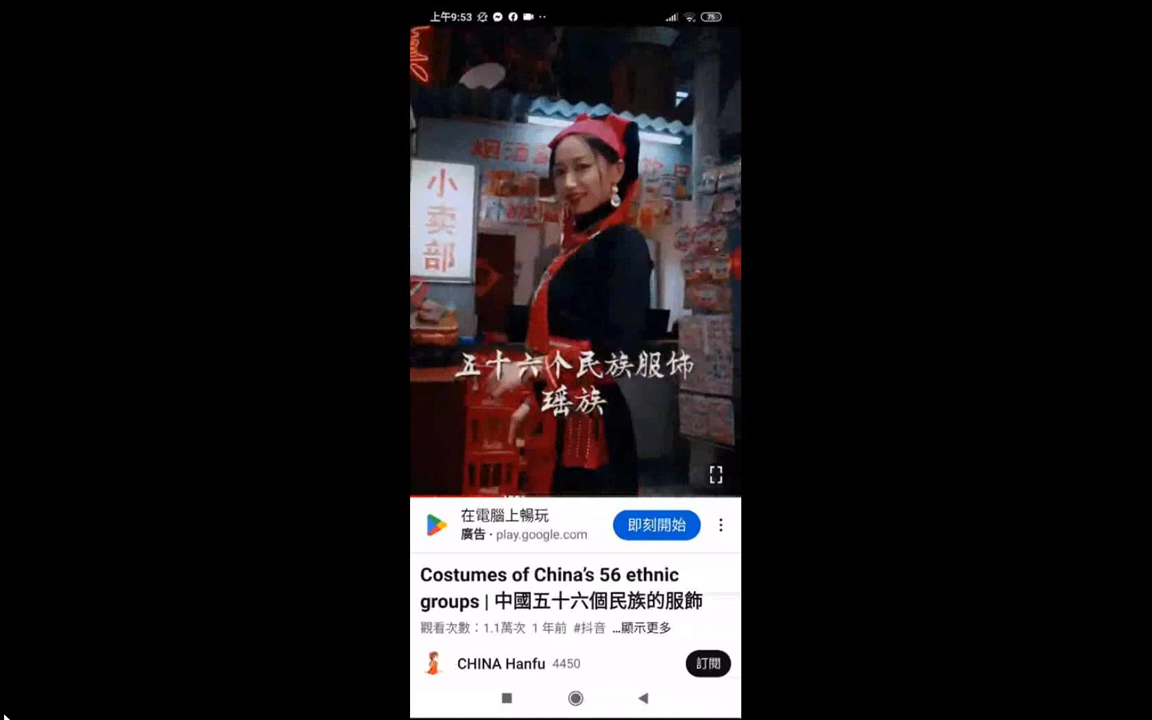 上午9:53
75
小卖部
五十六个民族服饰
瑶族
在電腦上暢玩
廣告 · play.google.com
即刻開始
Costumes of China's 56 ethnic
groups | 中國五十六個民族的服飾
觀看次數：1.1萬次 1 年前 #抖音 ...顯示更多
CHINA Hanfu 4450
訂閱